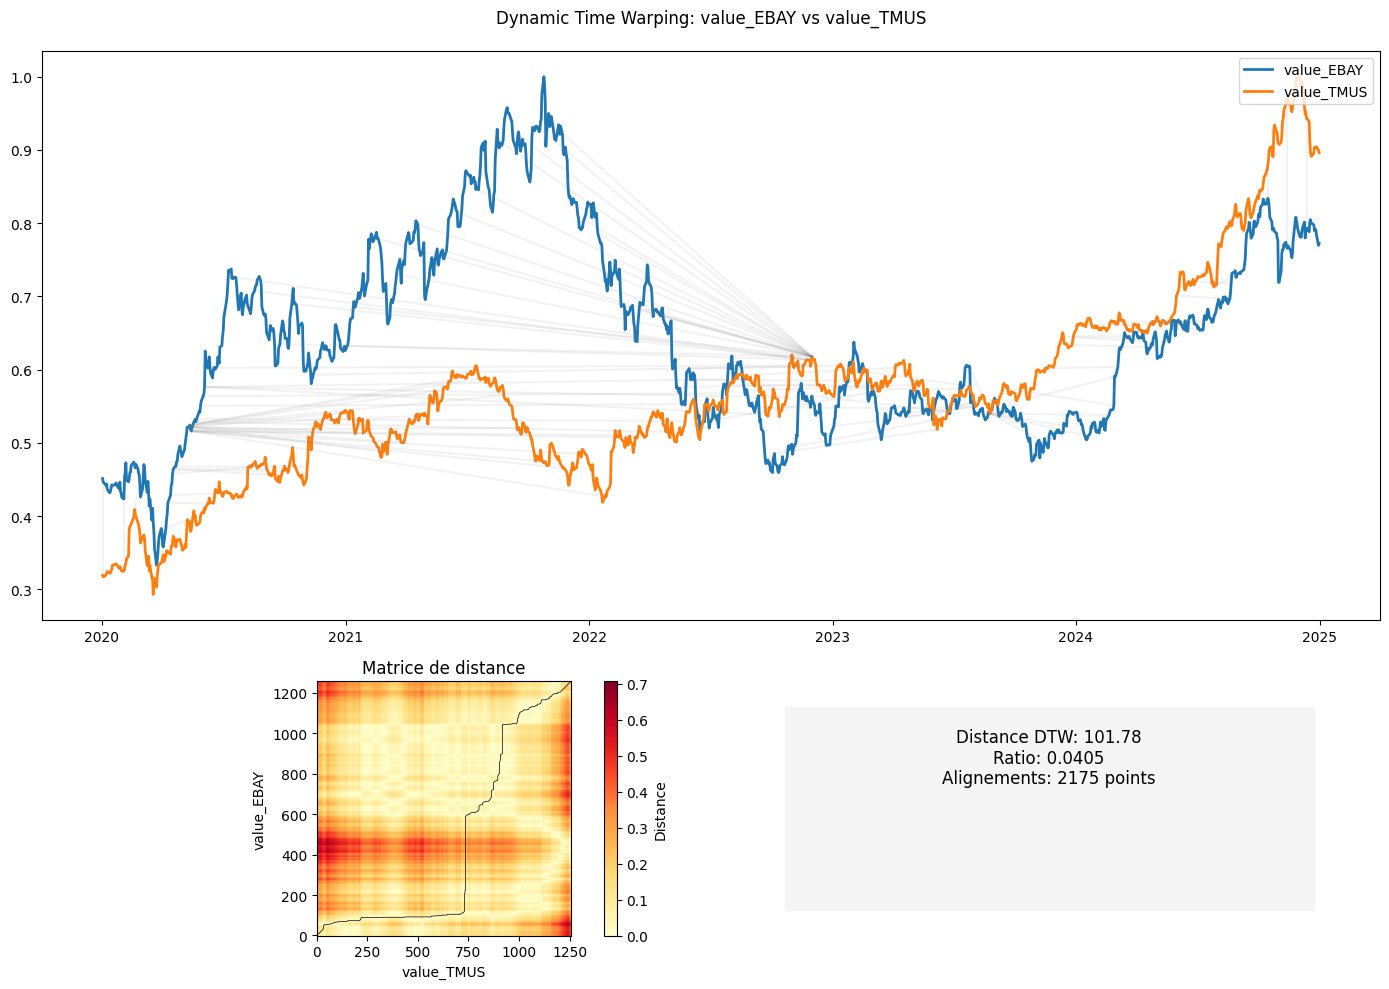 Dynamic Time Warping: value_EBAY vs value_TMUS
value_EBAY
value_TMUS
1.0
0.9
0.8
0.7
0.6
0.5
0.4
0.3
2020 2021 2022 2023 2024 2025
Matrice de distance
value_EBAY
1200
1000
800
600
400
200
0
0 250 500 750 1000 1250
value_TMUS
0.7
0.6
0.5
0.4
0.3
0.2
0.1
0.0
Distance
Distance DTW: 101.78
Ratio: 0.0405
Alignements: 2175 points